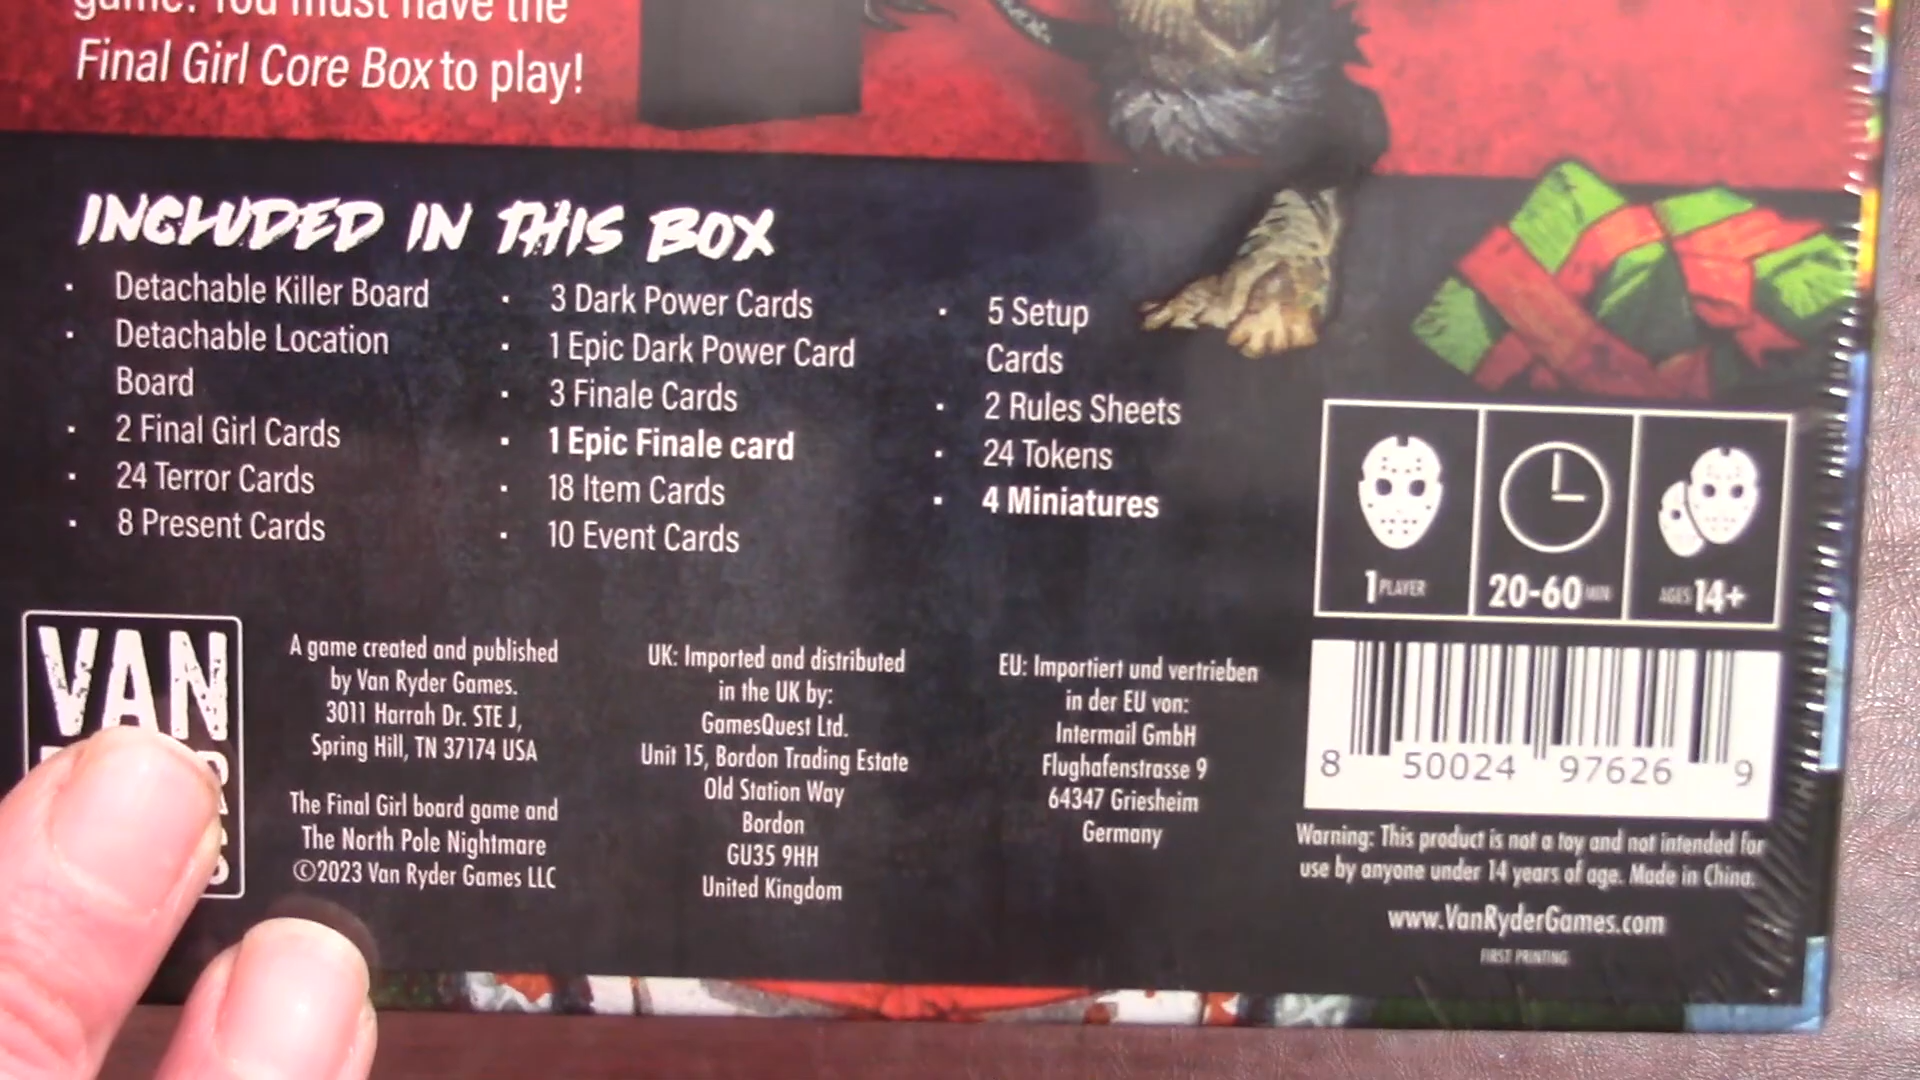 game. You must have the
Final Girl Core Box to play!
INCLUDED IN THIS BOX
· Detachable Killer Board
· Detachable Location
Board
· 2 Final Girl Cards
· 24 Terror Cards
· 8 Present Cards
· 3 Dark Power Cards
· 1 Epic Dark Power Card
· 3 Finale Cards
· 1 Epic Finale card
· 18 Item Cards
· 10 Event Cards
· 5 Setup
Cards
· 2 Rules Sheets
· 24 Tokens
· 4 Miniatures
1 PLAYER
20-60 MIN
AGES 14+
VAN
A game created and published
by Van Ryder Games.
3011 Harrah Dr. STE J,
Spring Hill, TN 37174 USA
The Final Girl board game and
The North Pole Nightmare
©2023 Van Ryder Games LLC
UK: Imported and distributed
in the UK by:
GamesQuest Ltd.
Unit 15, Bordon Trading Estate
Old Station Way
Bordon
GU35 9HH
United Kingdom
EU: Importiert und vertrieben
in der EU von:
Intermail GmbH
Flughafenstrasse 9
64347 Griesheim
Germany
8 50024 97626 9
Warning: This product is not a toy and not intended for
use by anyone under 14 years of age. Made in China.
www.VanRyderGames.com
FIRST PRINTING